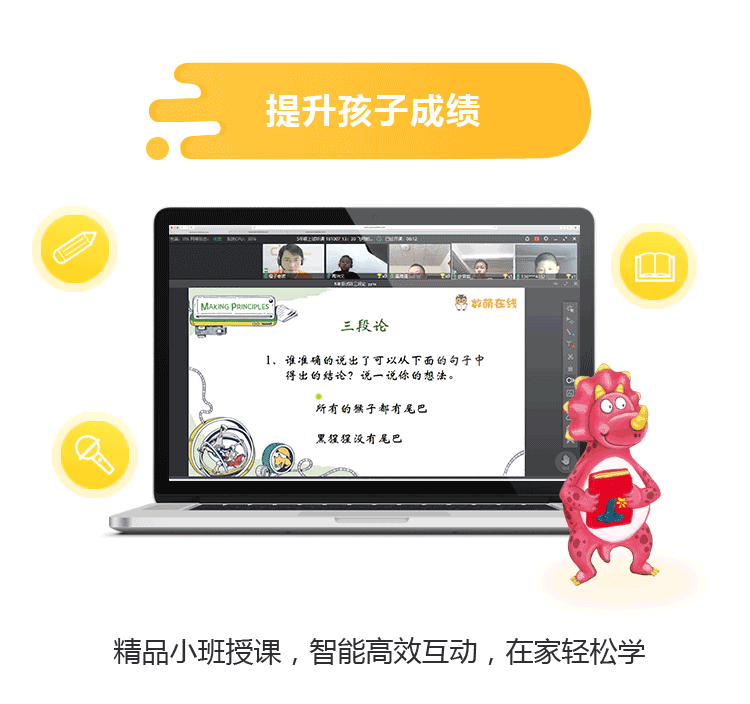 提升孩子成绩
MAKING PRINCIPLES
数萌在线
三段论
1、谁准确的说出了可以从下面的句子中
得出的结论？说一说你的想法。
所有的猴子都有尾巴
黑猩猩没有尾巴
精品小班授课，智能高效互动，在家轻松学